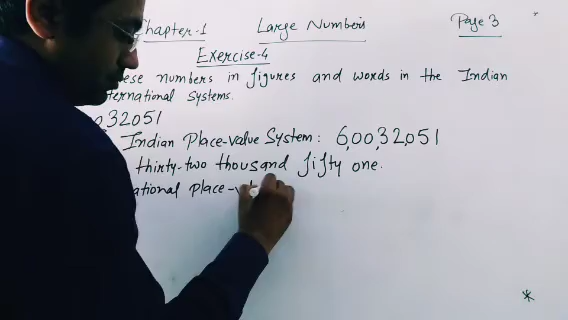 Chapter-1 Large Numbers Page 3
Exercise-4
these numbers in figures and words in the Indian
ternational Systems.
032051
Indian Place-value System: 6,00,32,051
thirty-two thousand fifty one.
ational Place-v
*